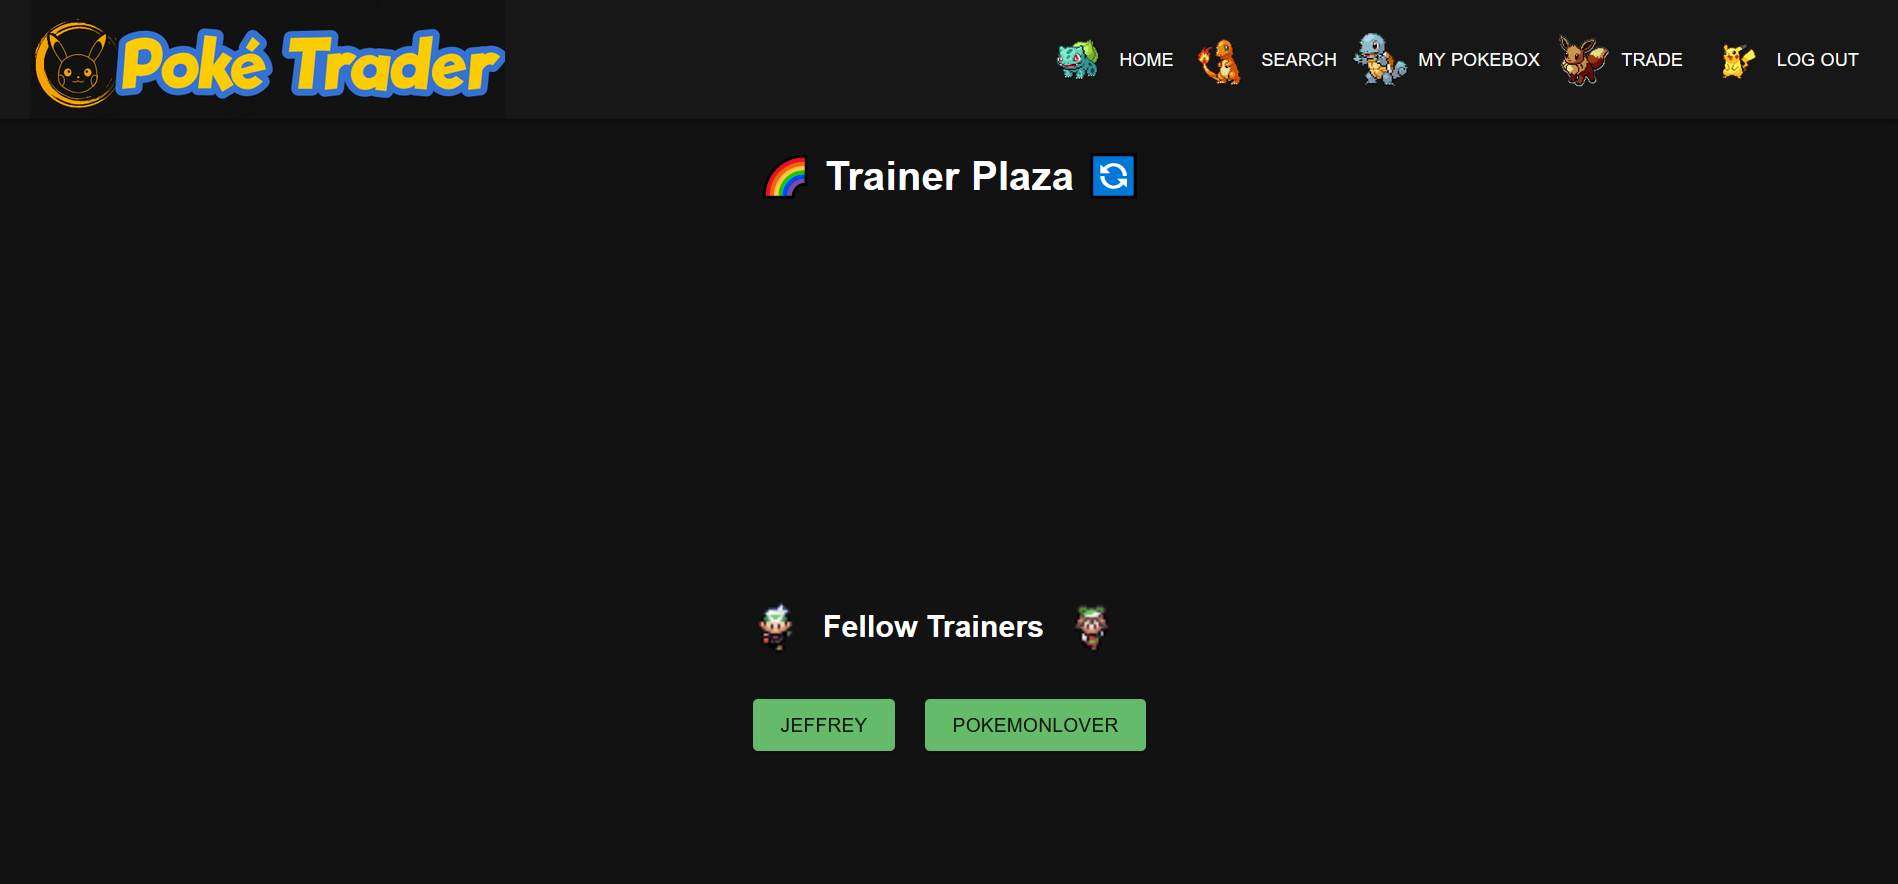 Poké Trader
HOME
SEARCH
MY POKEBOX
TRADE
LOG OUT
Trainer Plaza
Fellow Trainers
JEFFREY
POKEMONLOVER